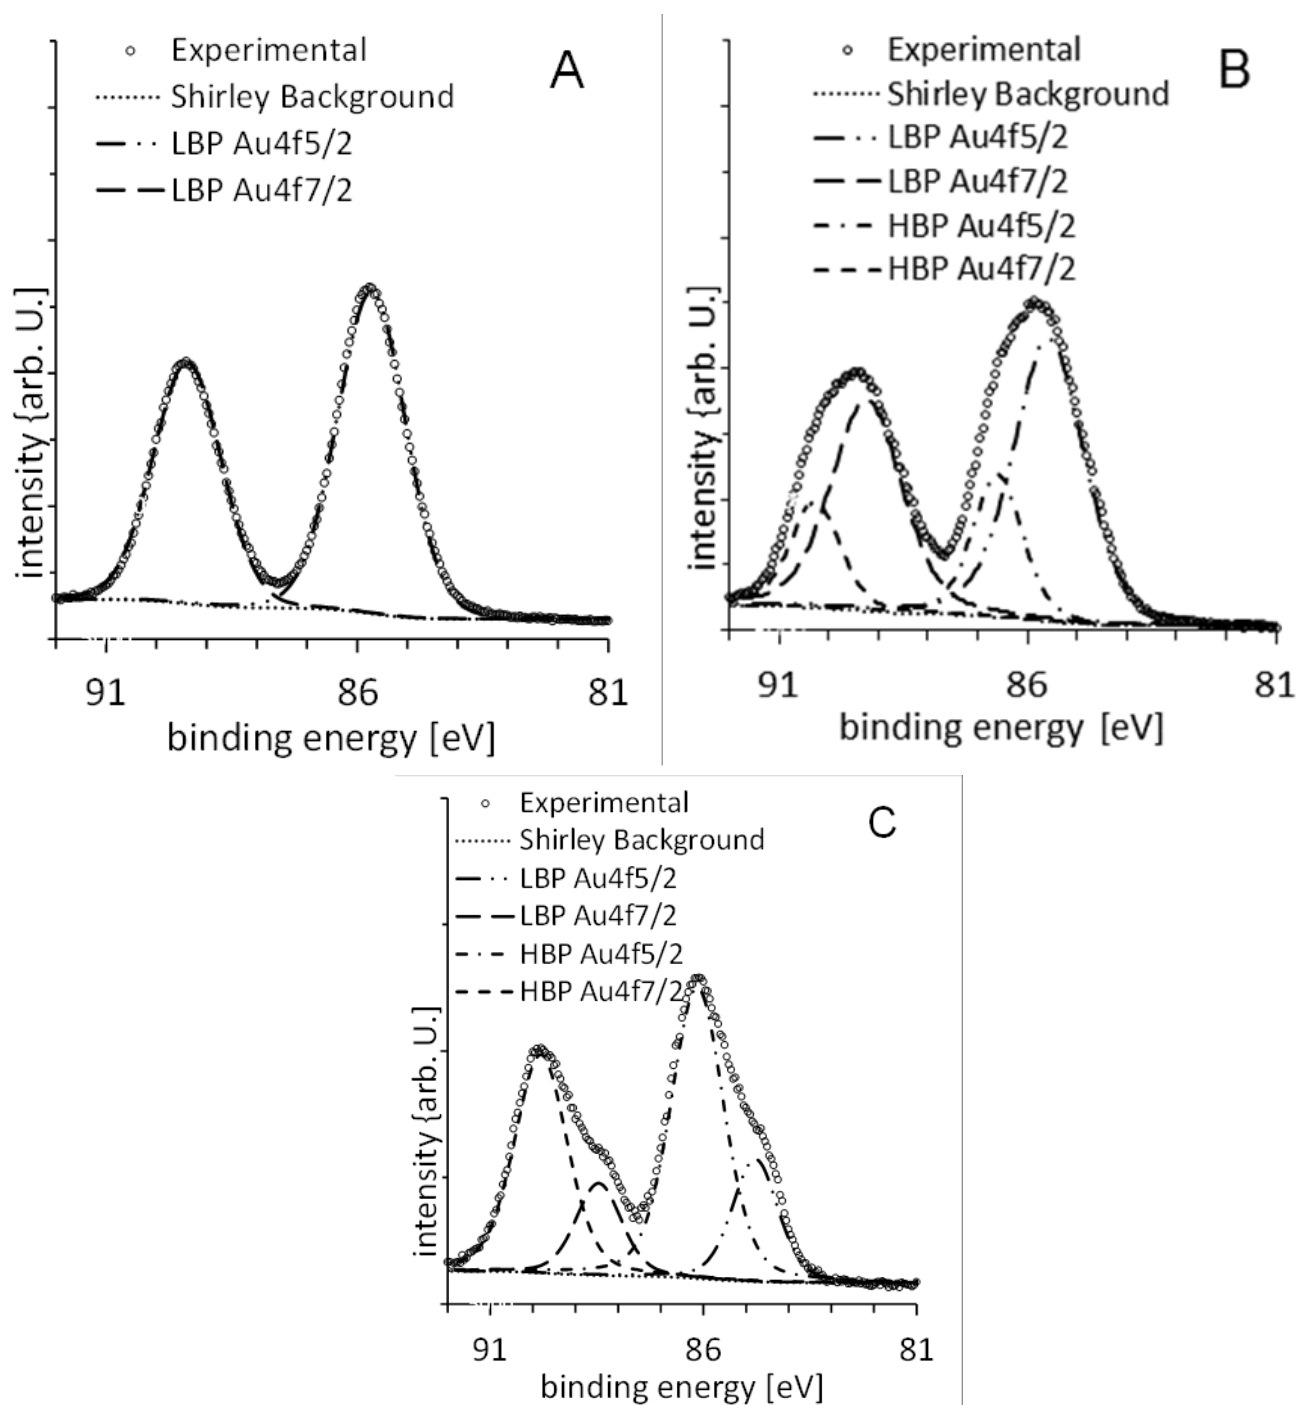 A
Experimental
Shirley Background
LBP Au4f5/2
LBP Au4f7/2
intensity {arb. U.]
91 86 81
binding energy [eV]
B
Experimental
Shirley Background
LBP Au4f5/2
LBP Au4f7/2
HBP Au4f5/2
HBP Au4f7/2
intensity {arb. U.]
91 86 81
binding energy [eV]
C
Experimental
Shirley Background
LBP Au4f5/2
LBP Au4f7/2
HBP Au4f5/2
HBP Au4f7/2
intensity {arb. U.]
91 86 81
binding energy [eV]